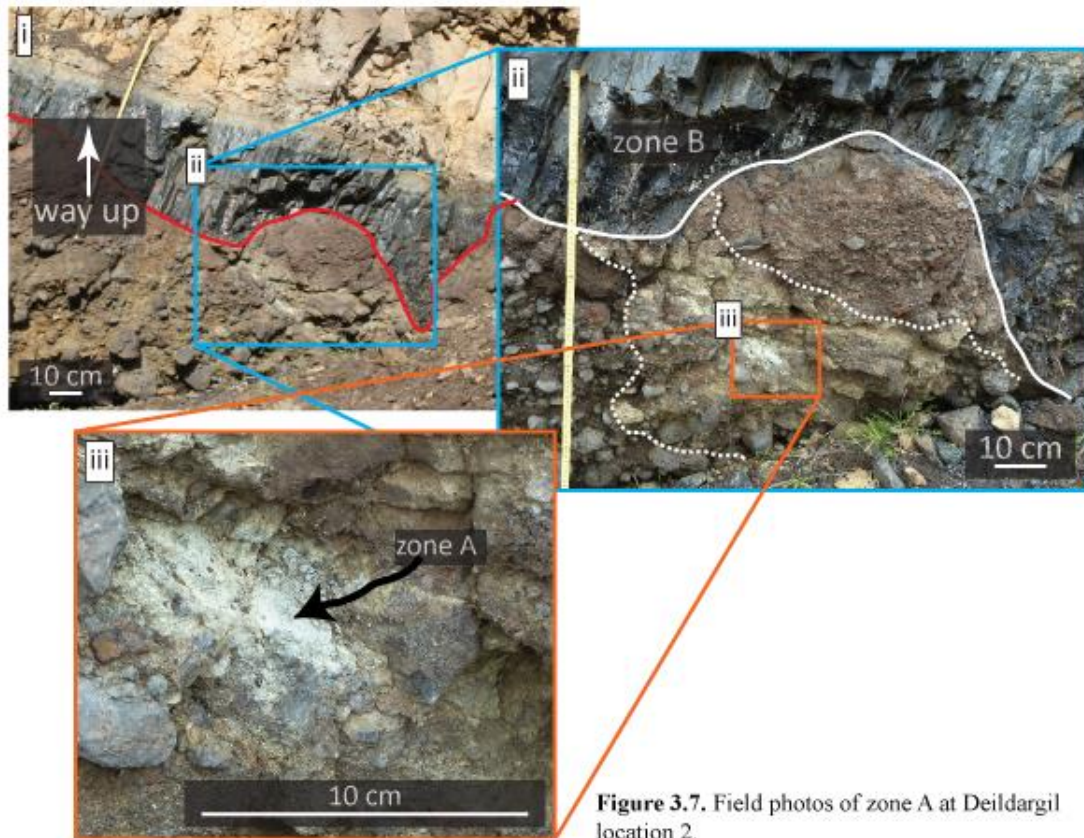 i
way up
ii
10 cm
ii
zone B
iii
10 cm
iii
zone A
10 cm
Figure 3.7. Field photos of zone A at Deildargil
location 2